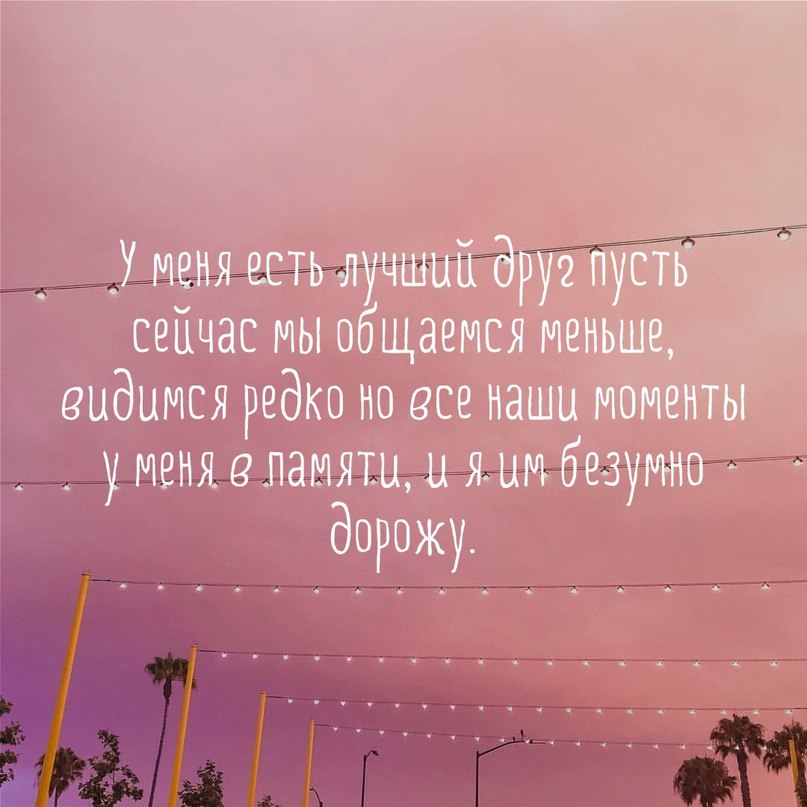 У меня есть лучший друг пусть
сейчас мы общаемся меньше,
видимся редко но все наши моменты
у меня в памяти, и я им безумно
дорожу.